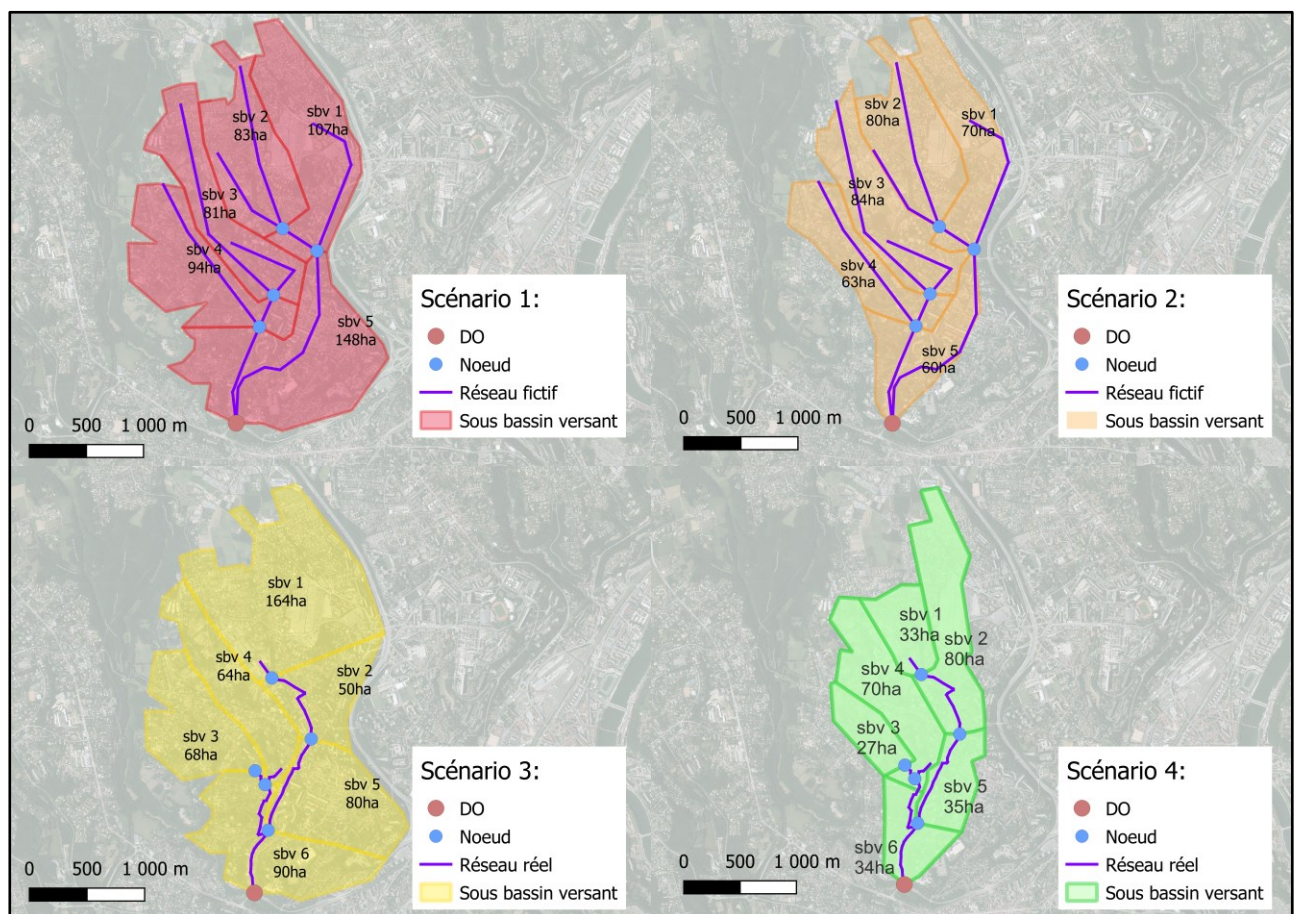 sbv 2
83ha
sbv 1
107ha
sbv 3
81ha
sbv 4
94ha
sbv 5
148ha
Scénario 1:
DO
Noeud
Réseau fictif
Sous bassin versant
0 500 1 000 m
sbv 2
80ha
sbv 1
70ha
sbv 3
84ha
sbv 4
63ha
sbv 5
60ha
Scénario 2:
DO
Noeud
Réseau fictif
Sous bassin versant
0 500 1 000 m
sbv 1
164ha
sbv 4
64ha
sbv 2
50ha
sbv 3
68ha
sbv 5
80ha
sbv 6
90ha
Scénario 3:
DO
Noeud
Réseau réel
Sous bassin versant
0 500 1 000 m
sbv 1
33ha
sbv 2
80ha
sbv 4
70ha
sbv 3
27ha
sbv 5
35ha
sbv 6
34ha
Scénario 4:
DO
Noeud
Réseau réel
Sous bassin versant
0 500 1 000 m